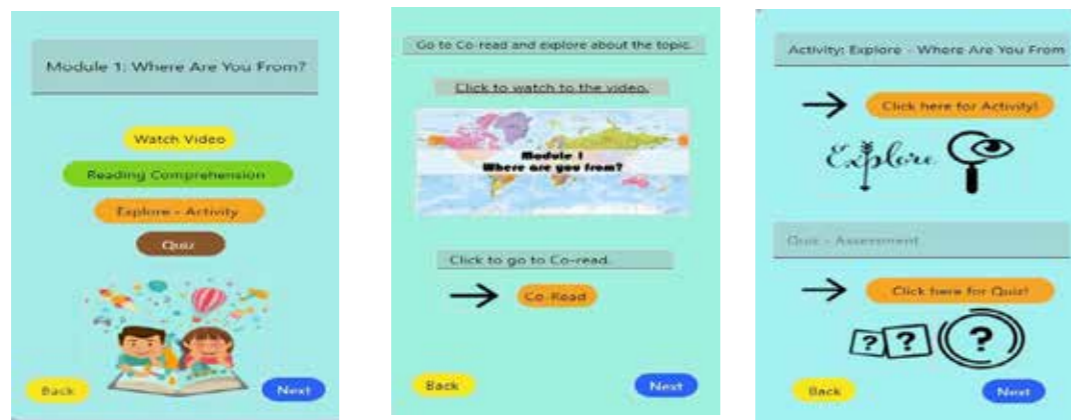 Module 1: Where Are You From?
Watch Video
Reading Comprehension
Explore - Activity
Quiz
Back
Next
Go to Co-read and explore about the topic.
Click to watch to the video.
Module 1
Where are you from?
Click to go to Co-read.
Co-Read
Back
Next
Activity: Explore - Where Are You From
Click here for Activity!
Explore
Quiz - Assessment
Click here for Quiz!
? ? ?
Back
Next